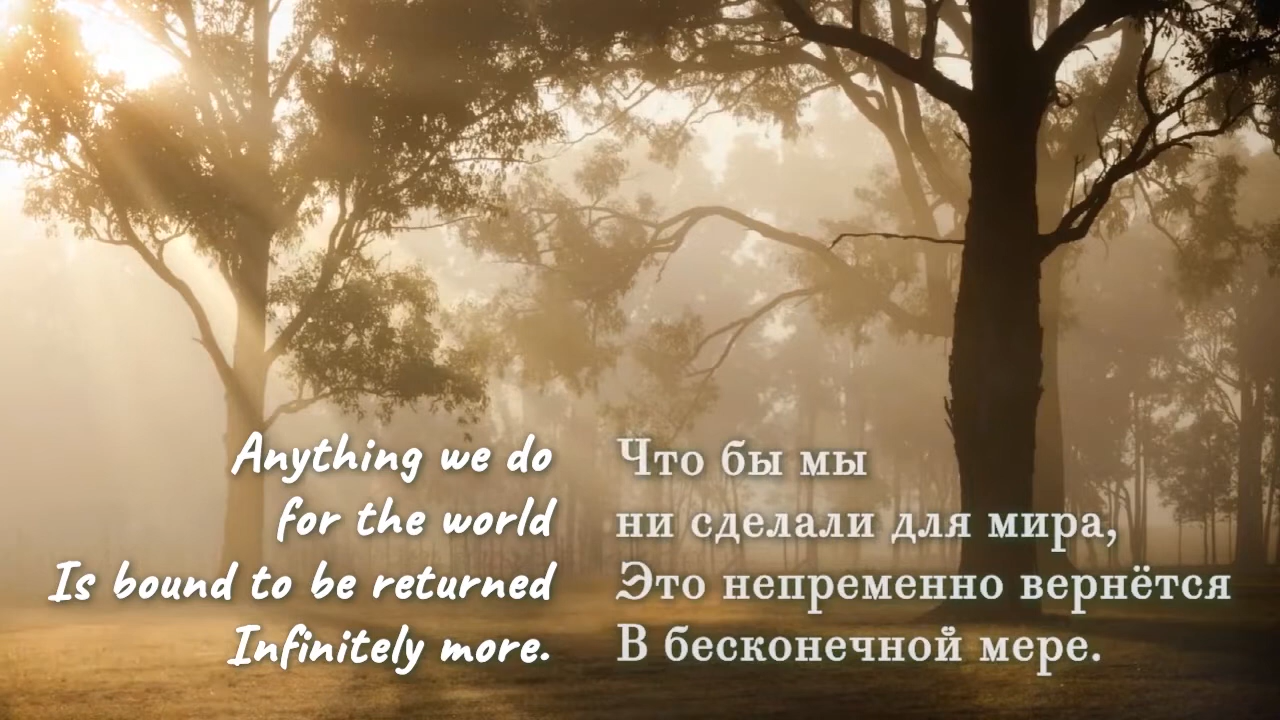 Anything we do
for the world
Is bound to be returned
Infinitely more.
Что бы мы
ни сделали для мира,
Это непременно вернётся
В бесконечной мере.